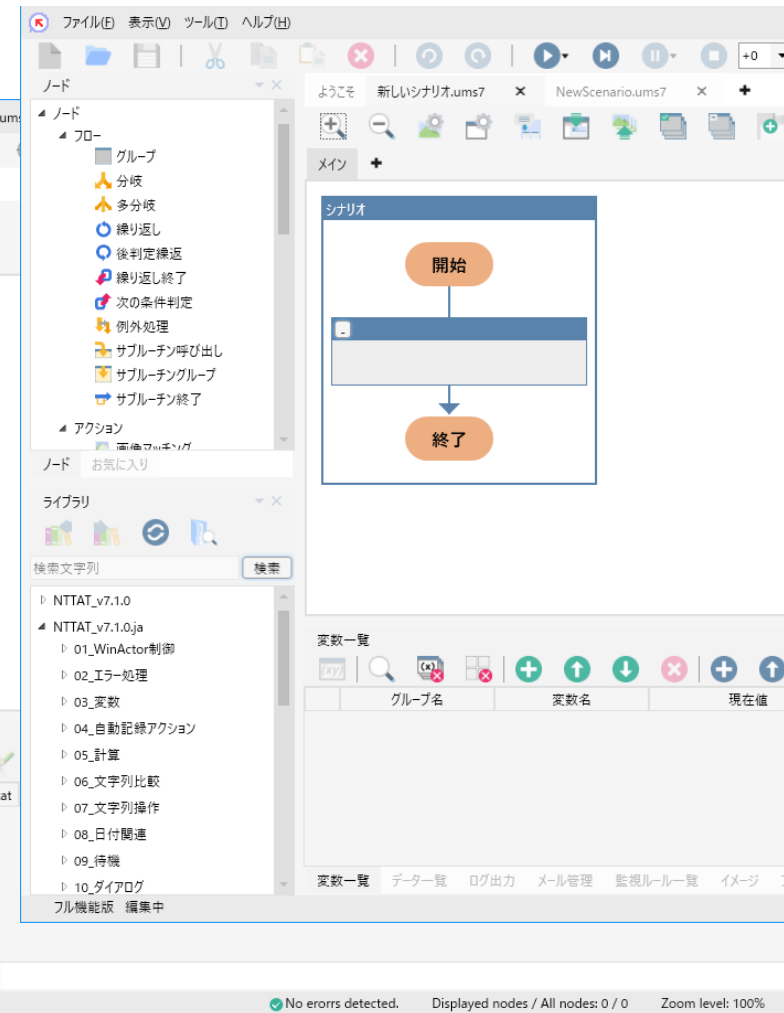 ファイル(F) 表示(V) ツール(T) ヘルプ(H)
+0
ノード
ノード
フロー
グループ
分岐
多分岐
繰り返し
後判定繰返
繰り返し終了
次の条件判定
例外処理
サブルーチン呼び出し
サブルーチングループ
サブルーチン終了
アクション
画像マッチング
ノード お気に入り
ライブラリ
検索文字列 検索
NTTAT_v7.1.0
NTTAT_v7.1.0.ja
01_WinActor制御
02_エラー処理
03_変数
04_自動記録アクション
05_計算
06_文字列比較
07_文字列操作
08_日付関連
09_待機
10_ダイアログ
フル機能版 編集中
ようこそ 新しいシナリオ.ums7 NewScenario.ums7
メイン
シナリオ
開始
終了
変数一覧
グループ名 変数名 現在値
変数一覧 データ一覧 ログ出力 メール管理 監視ルール一覧 イメージ
No erorrs detected. Displayed nodes / All nodes: 0 / 0 Zoom level: 100%